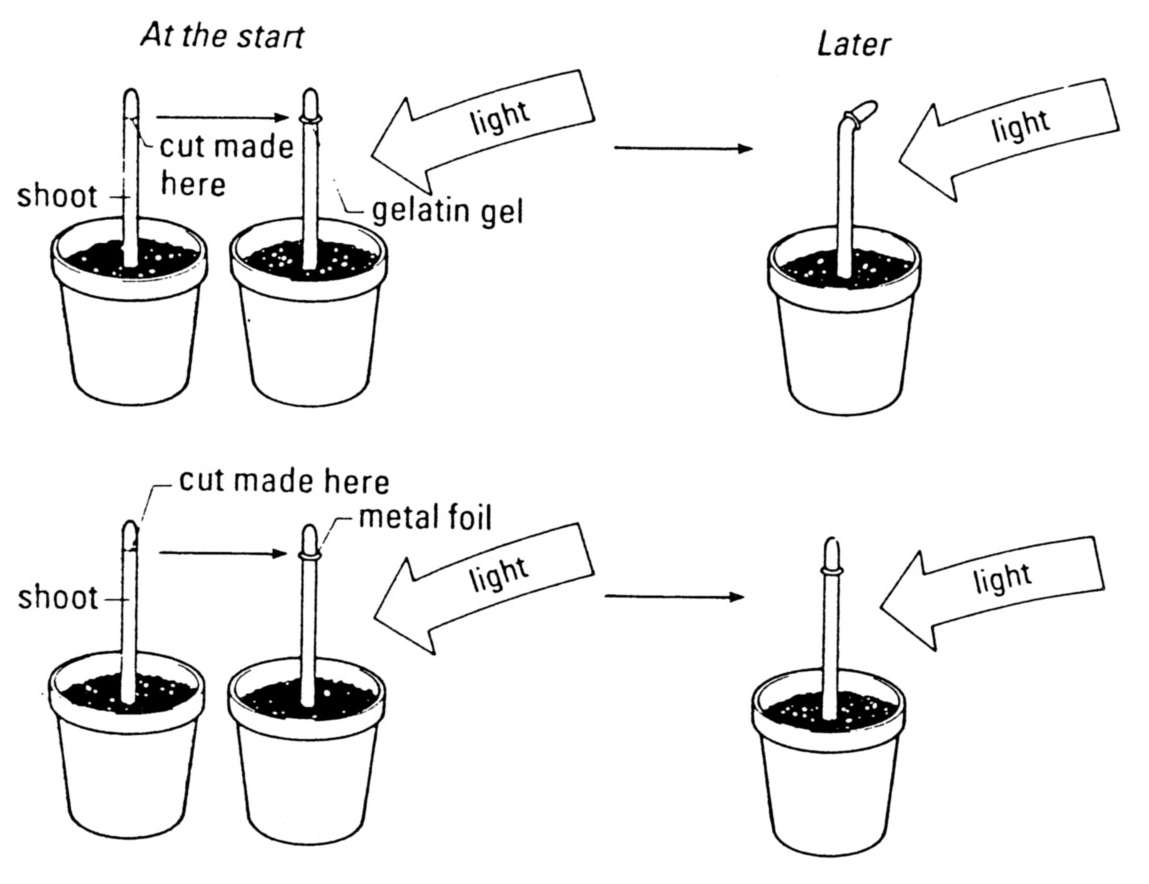 At the start
Later
light
light
cut made
here
shoot
gelatin gel
cut made here
metal foil
light
light
shoot